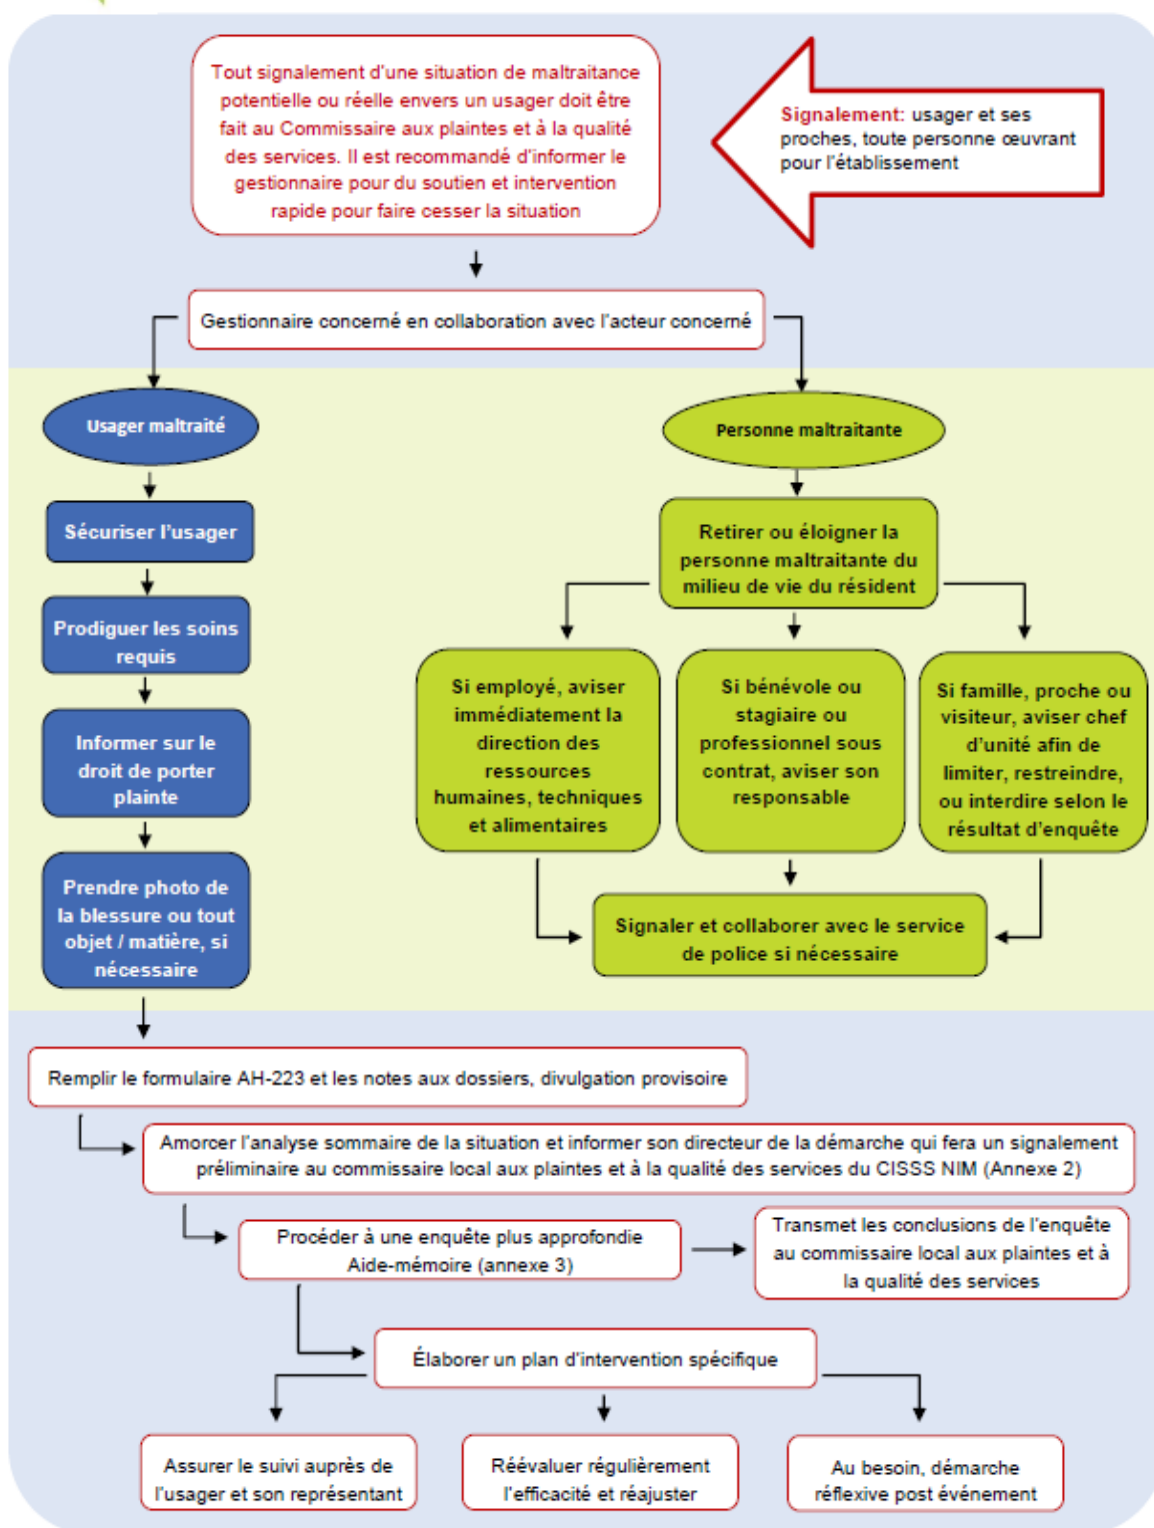 Tout signalement d'une situation de maltraitance
potentielle ou réelle envers un usager doit être
fait au Commissaire aux plaintes et à la qualité
des services. Il est recommandé d'informer le
gestionnaire pour du soutien et intervention
rapide pour faire cesser la situation
Signalement: usager et ses
proches, toute personne œuvrant
pour l'établissement
Gestionnaire concerné en collaboration avec l'acteur concerné
Usager maltraité
Sécuriser l'usager
Prodiguer les soins
requis
Informer sur le
droit de porter
plainte
Prendre photo de
la blessure ou tout
objet / matière, si
nécessaire
Personne maltraitante
Retirer ou éloigner la
personne maltraitante du
milieu de vie du résident
Si employé, aviser
immédiatement la
direction des
ressources
humaines, techniques
et alimentaires
Si bénévole ou
stagiaire ou
professionnel sous
contrat, aviser son
responsable
Si famille, proche ou
visiteur, aviser chef
d'unité afin de
limiter, restreindre,
ou interdire selon le
résultat d'enquête
Signaler et collaborer avec le service
de police si nécessaire
Remplir le formulaire AH-223 et les notes aux dossiers, divulgation provisoire
Amorcer l'analyse sommaire de la situation et informer son directeur de la démarche qui fera un signalement
préliminaire au commissaire local aux plaintes et à la qualité des services du CISSS NIM (Annexe 2)
Procéder à une enquête plus approfondie
Aide-mémoire (annexe 3)
Transmet les conclusions de l'enquête
au commissaire local aux plaintes et à
la qualité des services
Élaborer un plan d'intervention spécifique
Assurer le suivi auprès de
l'usager et son représentant
Réévaluer régulièrement
l'efficacité et réajuster
Au besoin, démarche
réflexive post événement